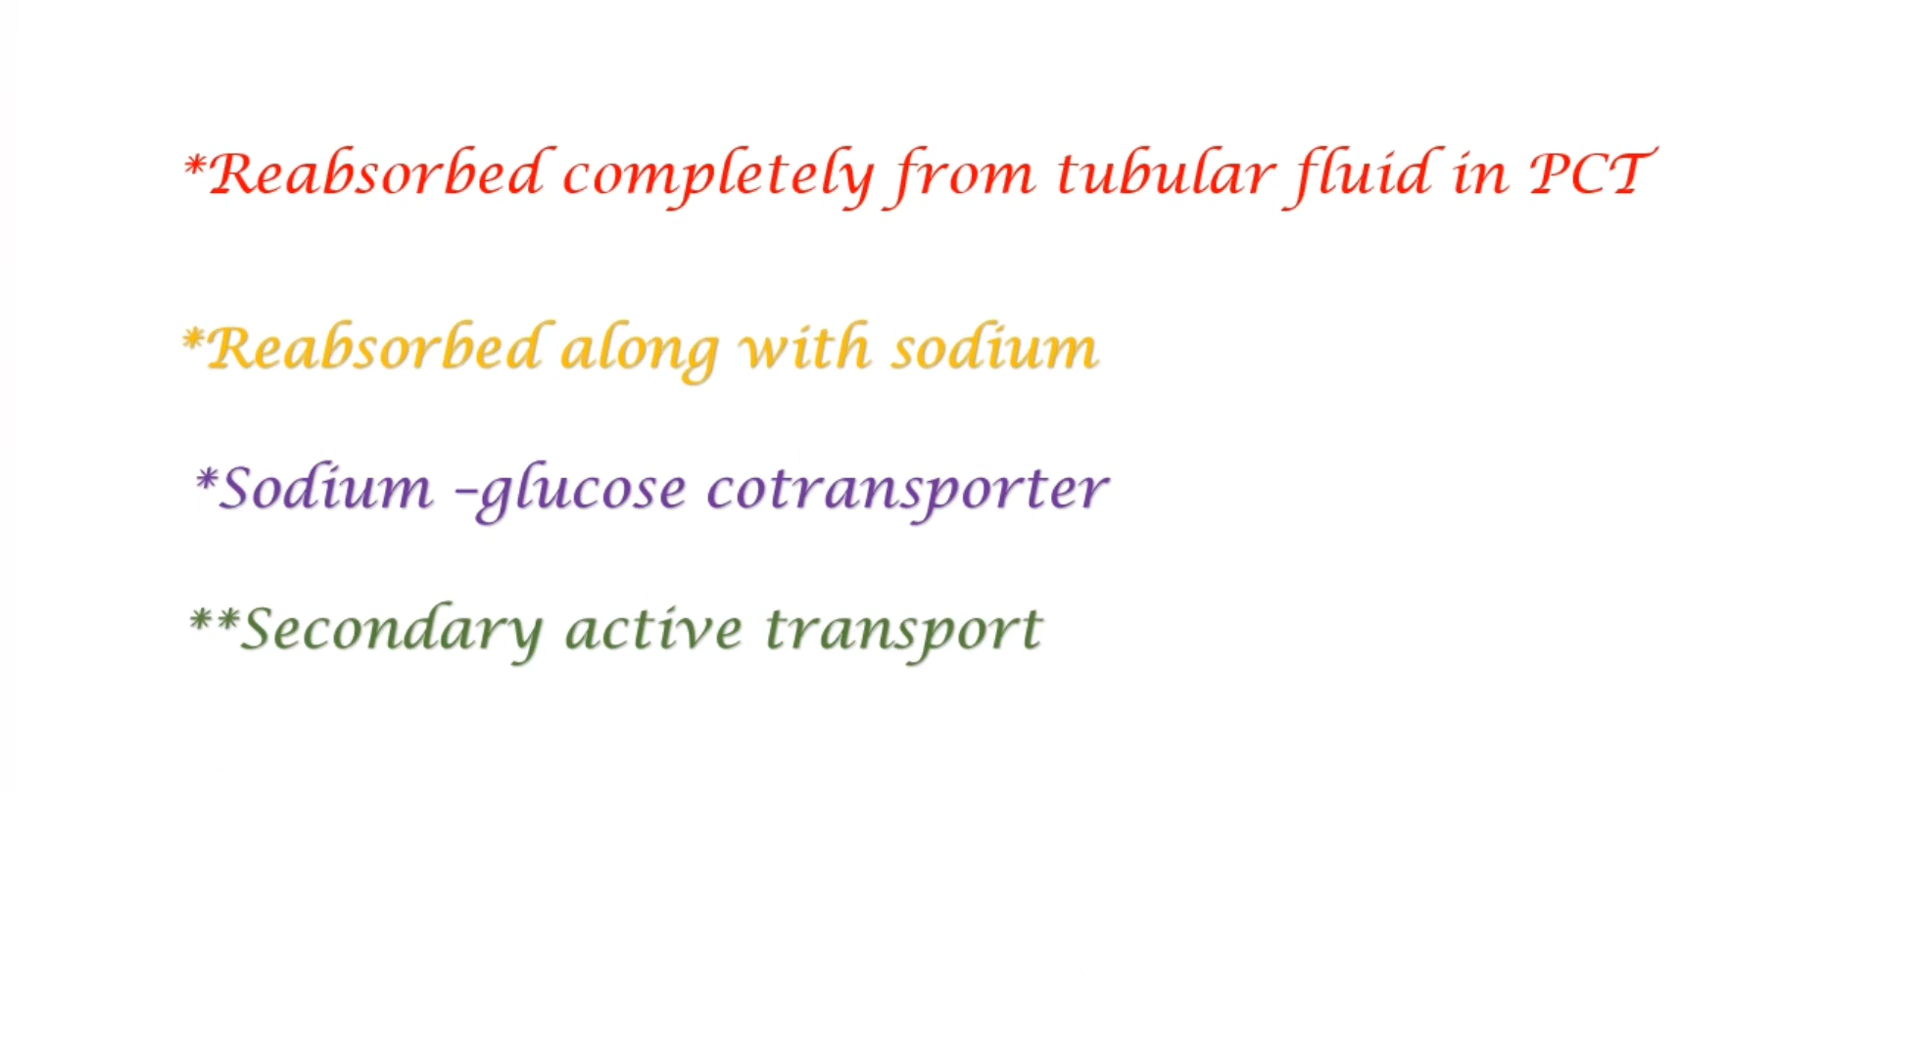 *Reabsorbed completely from tubular fluid in PCT
*Reabsorbed along with sodium
*Sodium –glucose cotransporter
**Secondary active transport